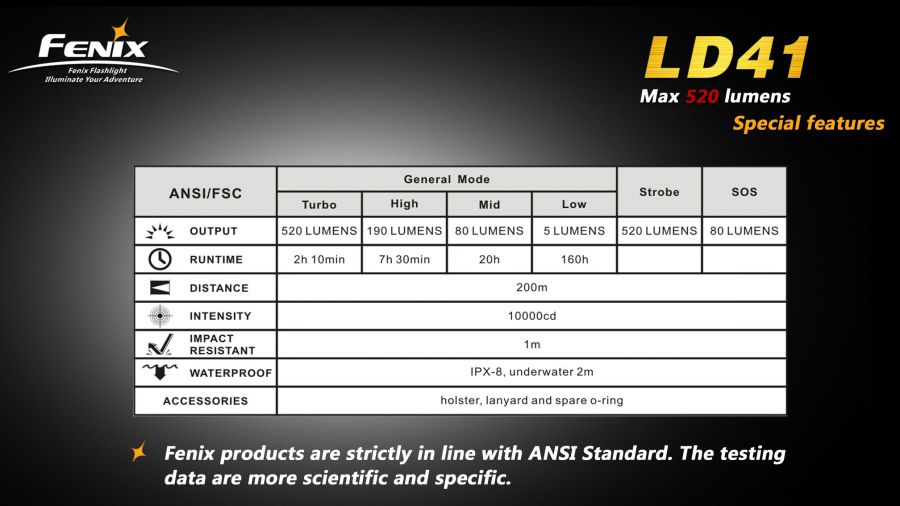 FENIX
Fenix Flashlight
Illuminate Your Adventure
LD41
Max 520 lumens
Special features
ANSI/FSC General Mode Strobe SOS
Turbo High Mid Low
OUTPUT 520 LUMENS 190 LUMENS 80 LUMENS 5 LUMENS 520 LUMENS 80 LUMENS
RUNTIME 2h 10min 7h 30min 20h 160h
DISTANCE 200m
INTENSITY 10000cd
IMPACT
RESISTANT 1m
WATERPROOF IPX-8, underwater 2m
ACCESSORIES holster, lanyard and spare o-ring
Fenix products are strictly in line with ANSI Standard. The testing
data are more scientific and specific.